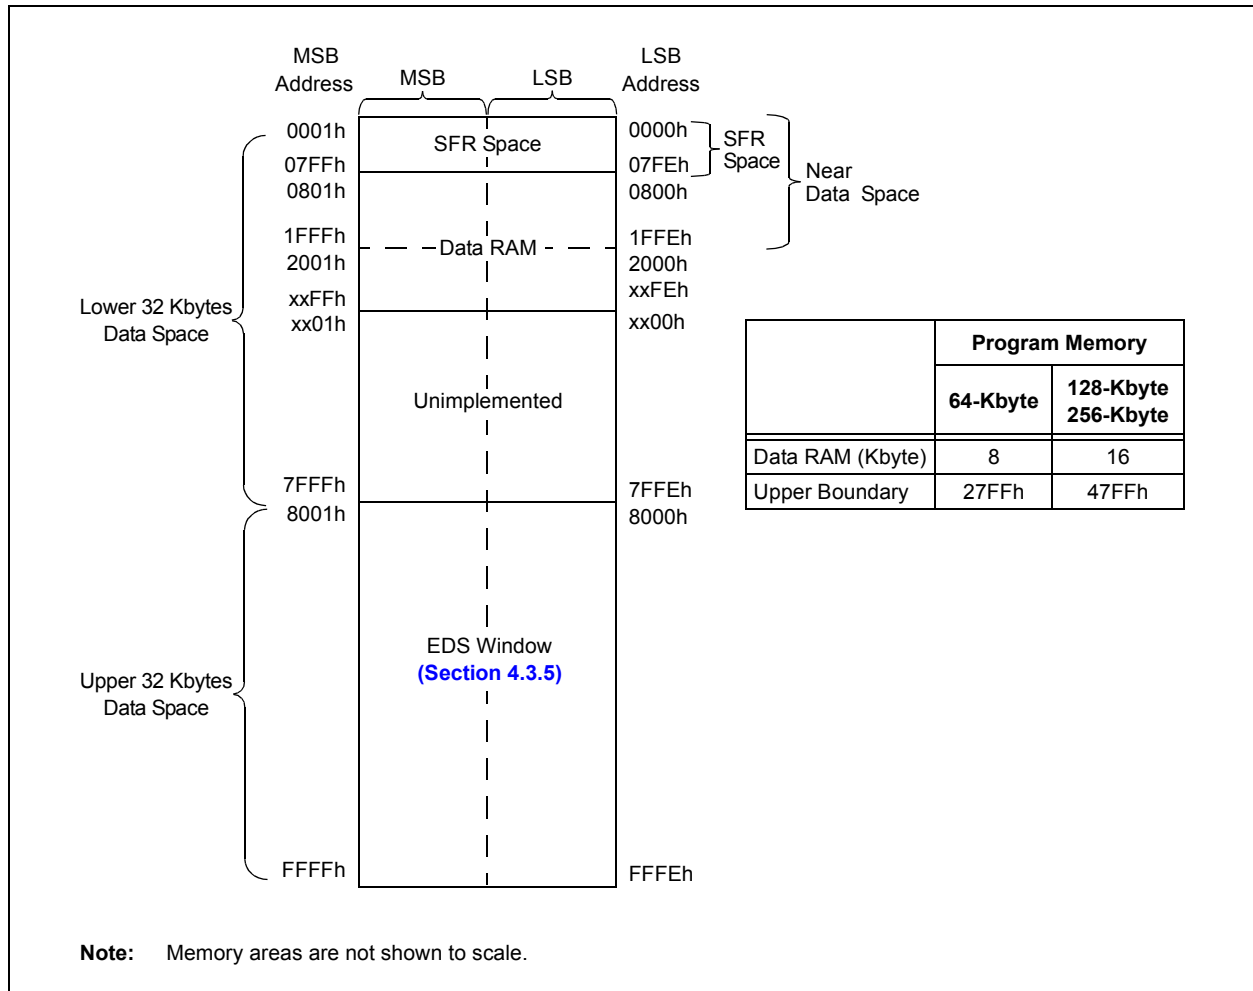 MSB
Address
MSB
LSB
LSB
Address
0001h
SFR Space
0000h
SFR
Space
07FFh
07FEh
0801h
0800h
Near
Data Space
1FFFh
Data RAM
1FFEh
2001h
2000h
xxFFh
xxFEh
xx01h
xx00h
Lower 32 Kbytes
Data Space
Unimplemented
7FFFh
7FFEh
8001h
8000h
Program Memory
64-Kbyte
128-Kbyte
256-Kbyte
Data RAM (Kbyte) 8 16
Upper Boundary 27FFh 47FFh
EDS Window
(Section 4.3.5)
Upper 32 Kbytes
Data Space
FFFFh
FFFEh
Note: Memory areas are not shown to scale.